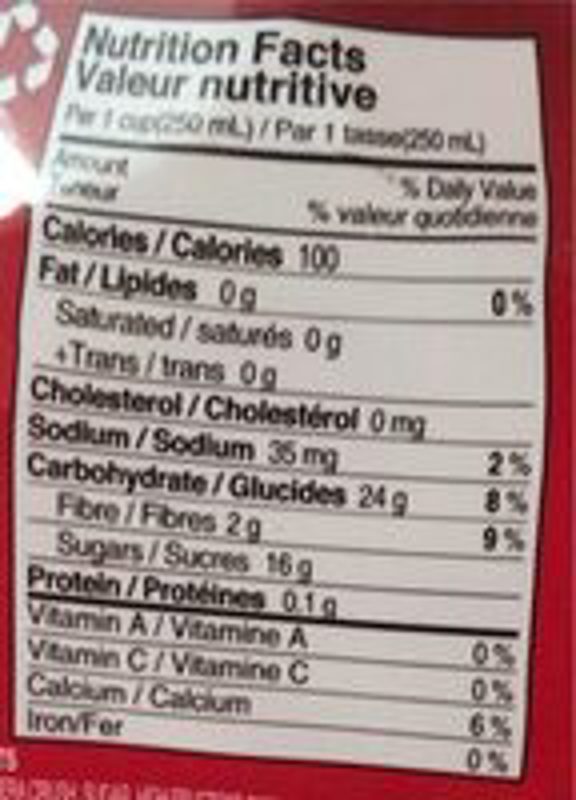 Nutrition Facts
Valeur nutritive
Per 1 cup(250 mL) / Par 1 tasse(250 mL)
Amount % Daily Value
Teneur % valeur quotidienne
Calories / Calories 100
Fat / Lipides 0 g 0 %
Saturated / saturés 0 g
+Trans / trans 0 g
Cholesterol / Cholestérol 0 mg
Sodium / Sodium 35 mg 2 %
Carbohydrate / Glucides 24 g 8 %
Fibre / Fibres 2 g 9 %
Sugars / Sucres 16 g
Protein / Protéines 0.1 g
Vitamin A / Vitamine A 0 %
Vitamin C / Vitamine C 0 %
Calcium / Calcium 6 %
Iron/Fer 0 %